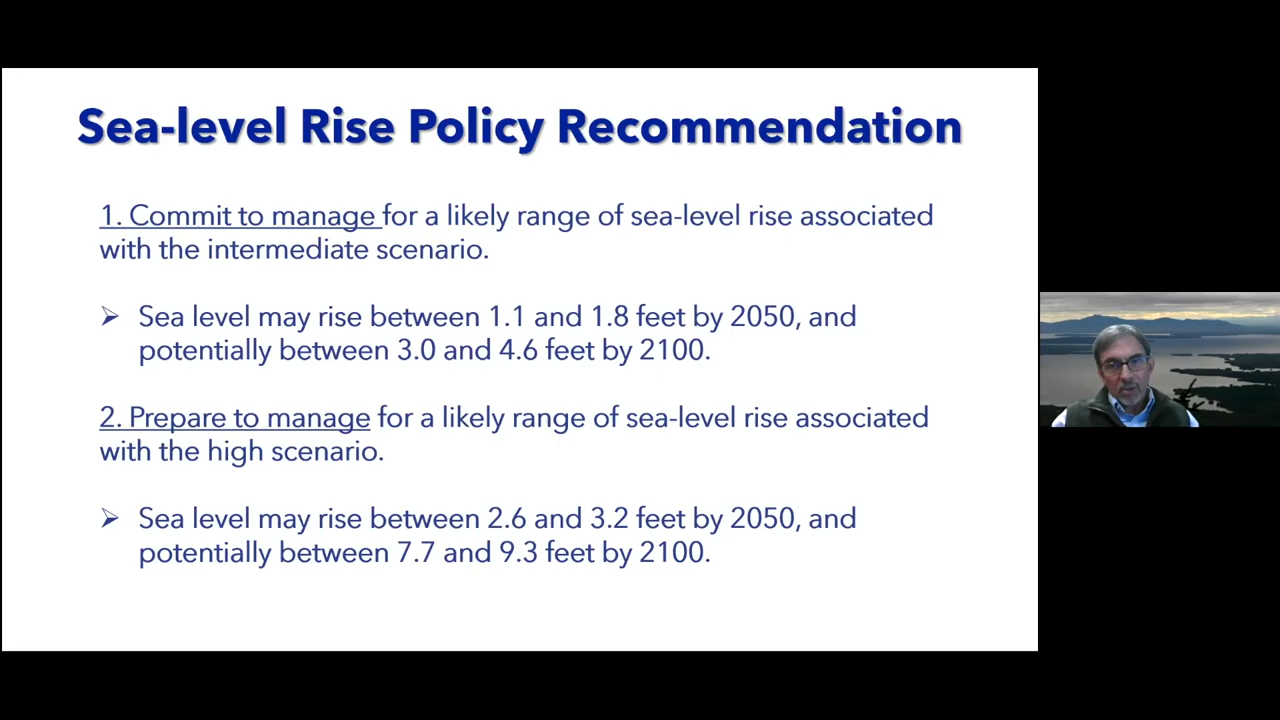 Sea-level Rise Policy Recommendation
1. Commit to manage for a likely range of sea-level rise associated
with the intermediate scenario.
➢ Sea level may rise between 1.1 and 1.8 feet by 2050, and
potentially between 3.0 and 4.6 feet by 2100.
2. Prepare to manage for a likely range of sea-level rise associated
with the high scenario.
➢ Sea level may rise between 2.6 and 3.2 feet by 2050, and
potentially between 7.7 and 9.3 feet by 2100.